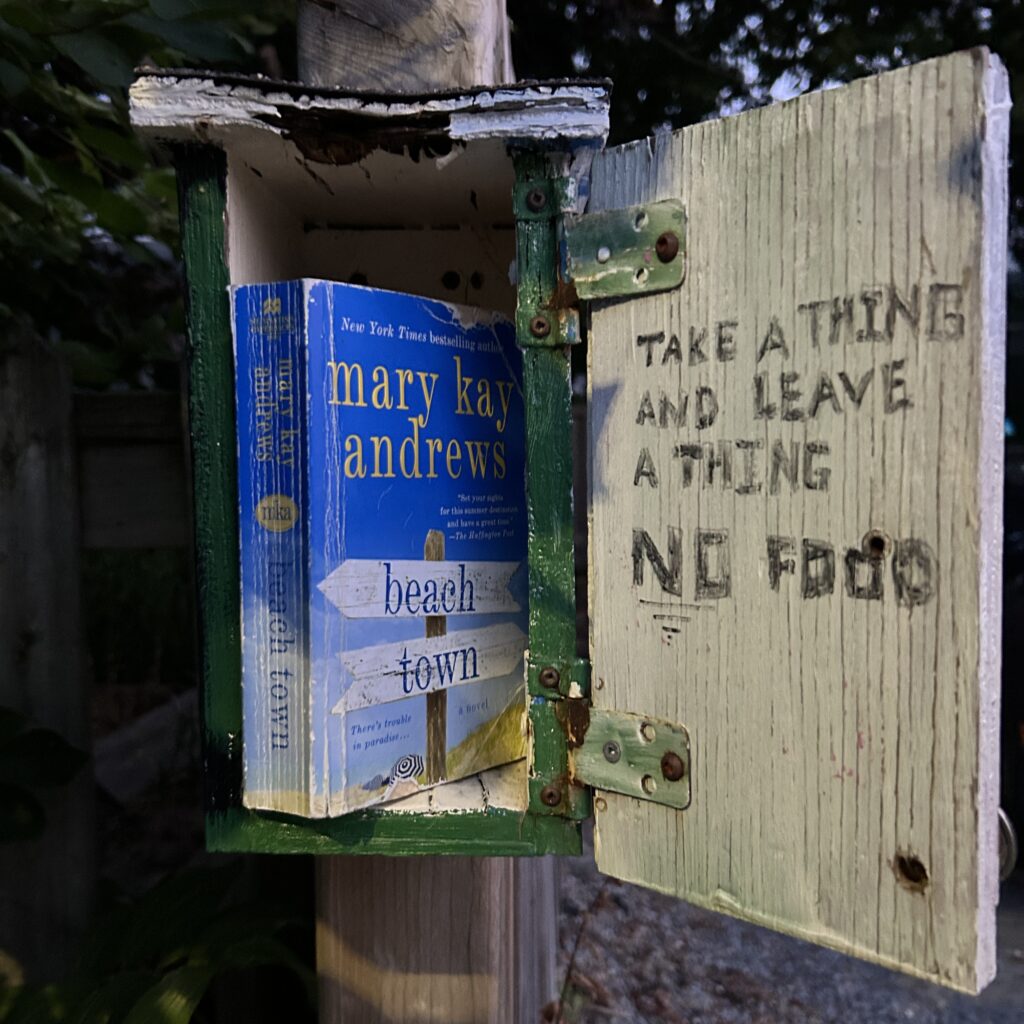 New York Times bestselling author
mary kay
andrews
"Set your sights
for this summer destination
and have a great time."
—The Huffington Post
beach
town
a novel
There's trouble
in paradise...
mary kay
andrews
mka
beach town
TAKE A THING
AND LEAVE
A THING
NO FOOD